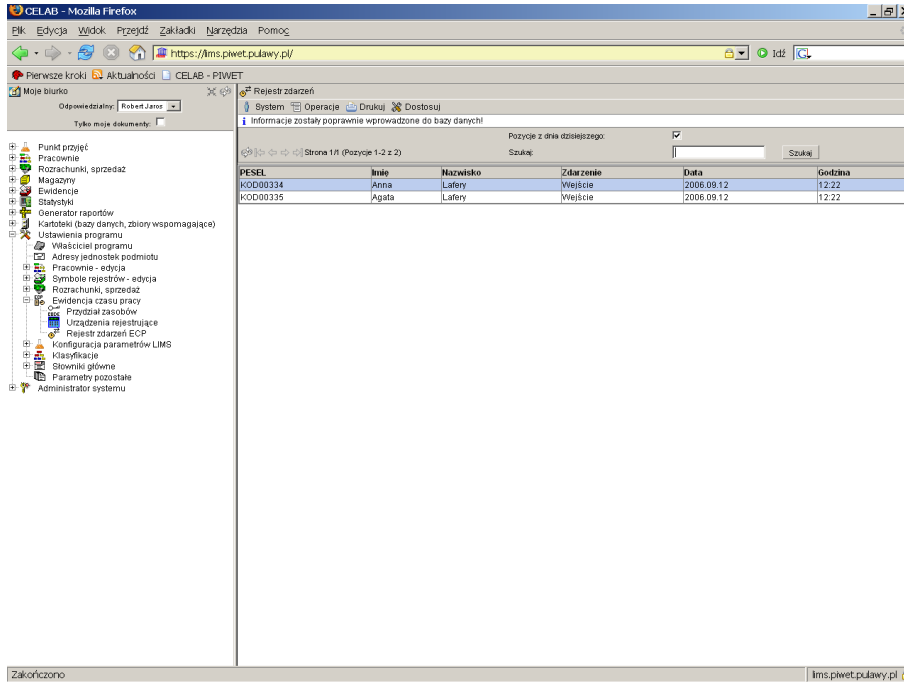 CELAB - Mozilla Firefox
Plik Edycja Widok Przejdź Zakładki Narzędzia Pomoc
https://lims.piwet.pulawy.pl/ Idź
Pierwsze kroki Aktualności CELAB - PIWET
Moje biurko
Odpowiedzialny: Robert Jaros
Tylko moje dokumenty:
Punkt przyjęć
Pracownie
Rozrachunki, sprzedaż
Magazyny
Ewidencje
Statystyki
Generator raportów
Kartoteki (bazy danych, zbiory wspomagające)
Ustawienia programu
Właściciel programu
Adresy jednostek podmiotu
Pracownie - edycja
Symbole rejestrów - edycja
Rozrachunki, sprzedaż
Ewidencja czasu pracy
Przydział zasobów
Urządzenia rejestrujące
Rejestr zdarzeń ECP
Konfiguracja parametrów LIMS
Klasyfikacje
Słowniki główne
Parametry pozostałe
Administrator systemu
Rejestr zdarzeń
System Operacje Drukuj Dostosuj
Informacje zostały poprawnie wprowadzone do bazy danych!
Pozycje z dnia dzisiejszego:
Strona 1/1 (Pozycje 1-2 z 2) Szukaj: Szukaj
PESEL Imię Nazwisko Zdarzenie Data Godzina
KOD00334 Anna Lafery Wejście 2006.09.12 12:22
KOD00335 Agata Lafery Wejście 2006.09.12 12:22
Zakończono lims.piwet.pulawy.pl